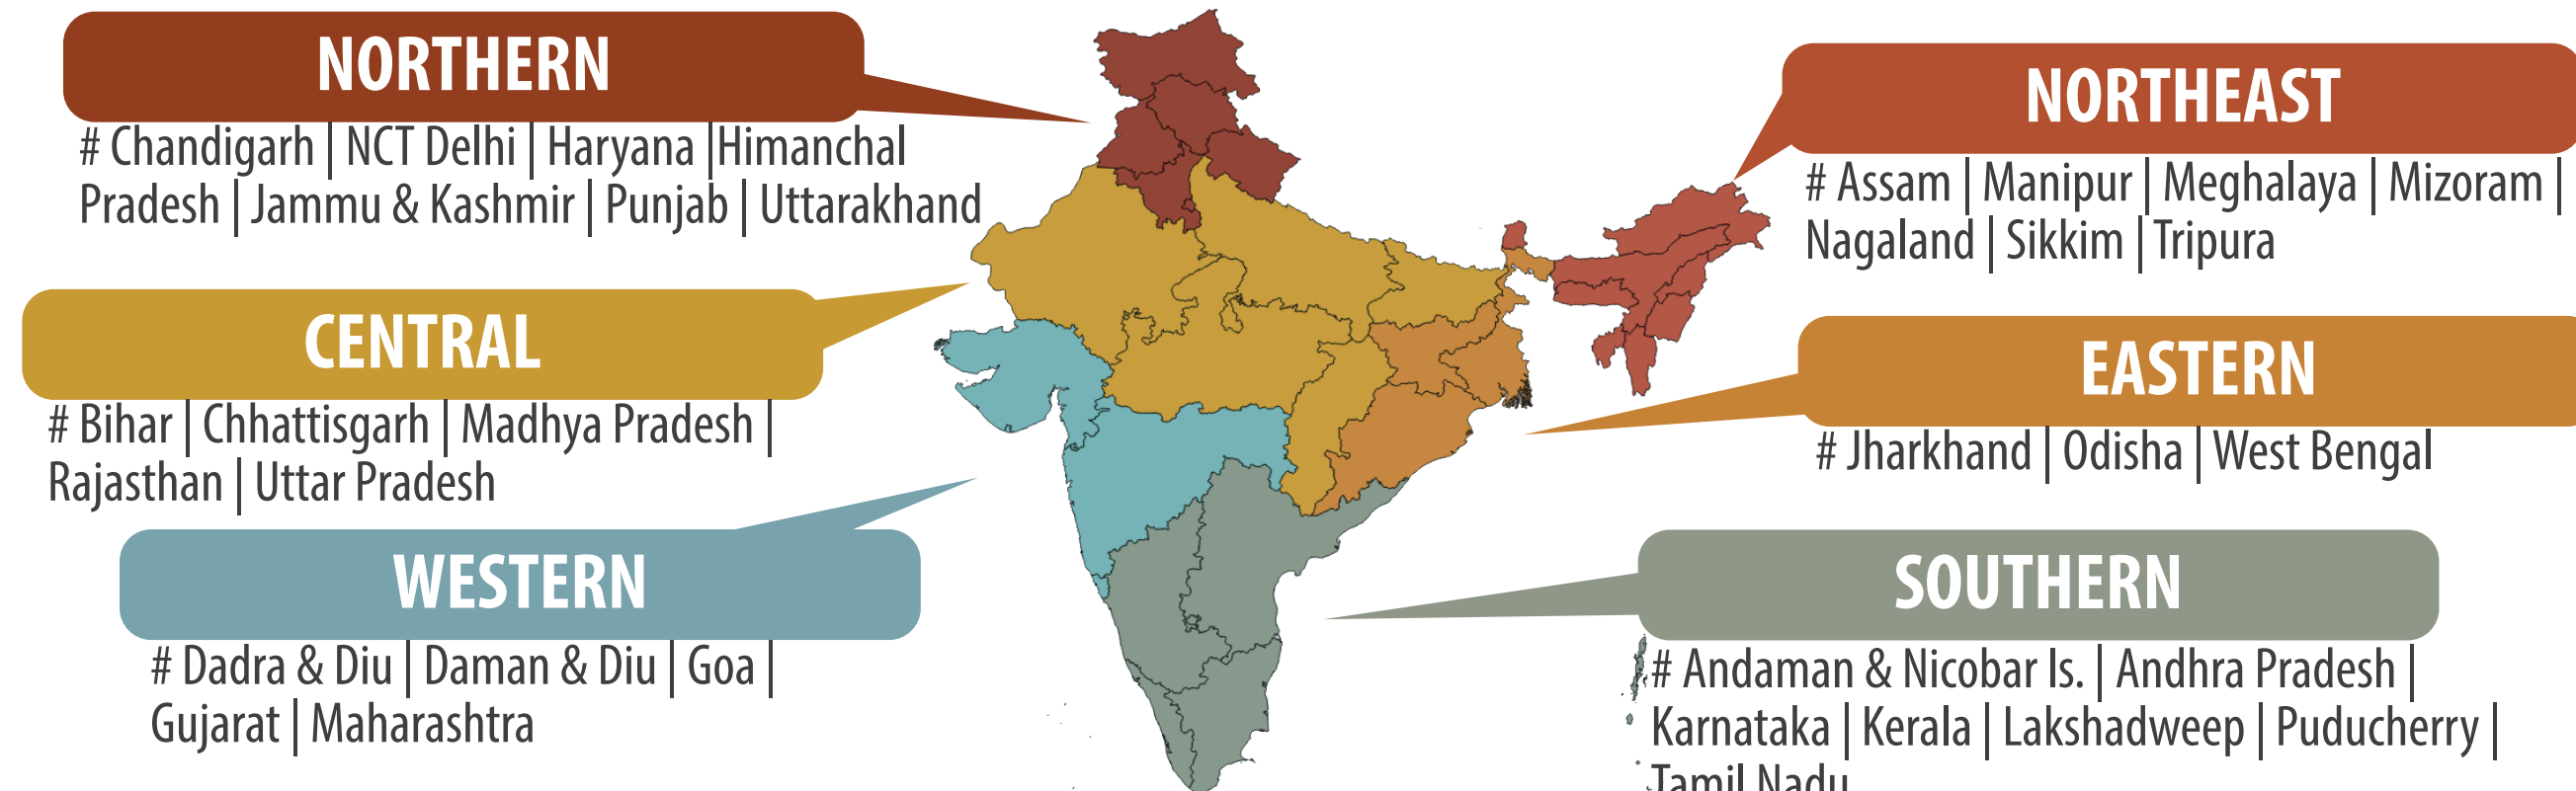 NORTHERN
# Chandigarh | NCT Delhi | Haryana |Himanchal
Pradesh | Jammu & Kashmir | Punjab | Uttarakhand
CENTRAL
# Bihar | Chhattisgarh | Madhya Pradesh |
Rajasthan | Uttar Pradesh
WESTERN
# Dadra & Diu | Daman & Diu | Goa |
Gujarat | Maharashtra
NORTHEAST
# Assam | Manipur | Meghalaya | Mizoram |
Nagaland | Sikkim | Tripura
EASTERN
# Jharkhand | Odisha | West Bengal
SOUTHERN
# Andaman & Nicobar Is. | Andhra Pradesh |
Karnataka | Kerala | Lakshadweep | Puducherry |
Tamil Nadu